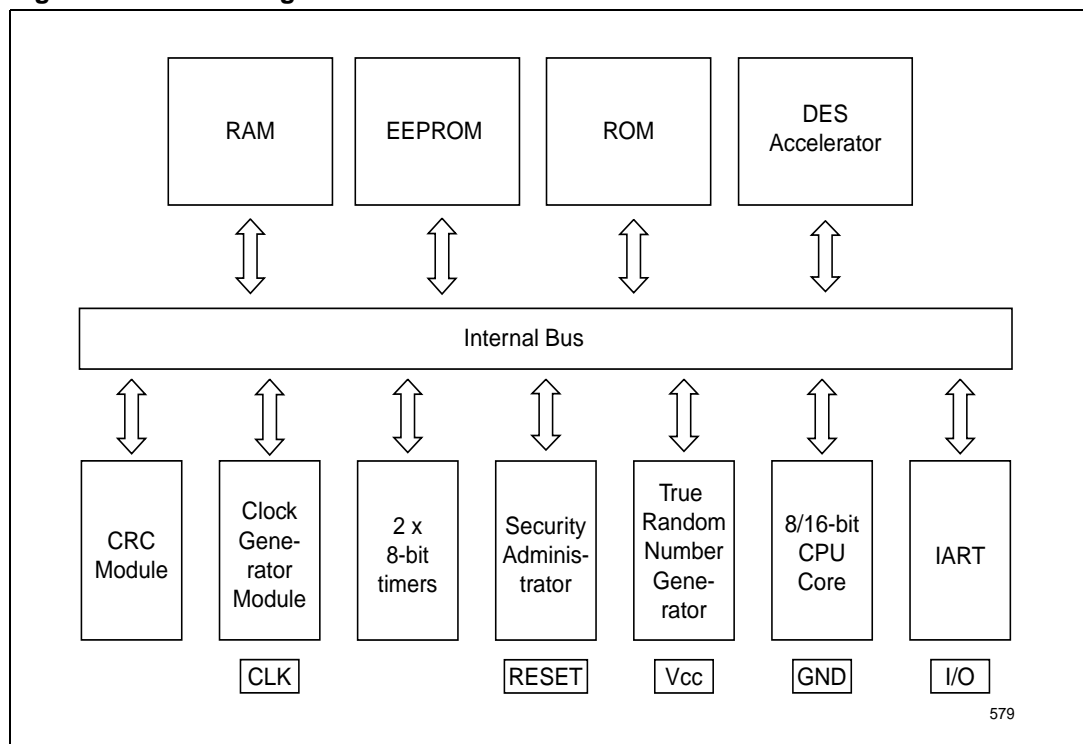 RAM
EEPROM
ROM
DES
Accelerator
Internal Bus
CRC
Module
Clock
Gene-
rator
Module
2 x
8-bit
timers
Security
Adminis-
trator
True
Random
Number
Gene-
rator
8/16-bit
CPU
Core
IART
CLK
RESET
Vcc
GND
I/O
579